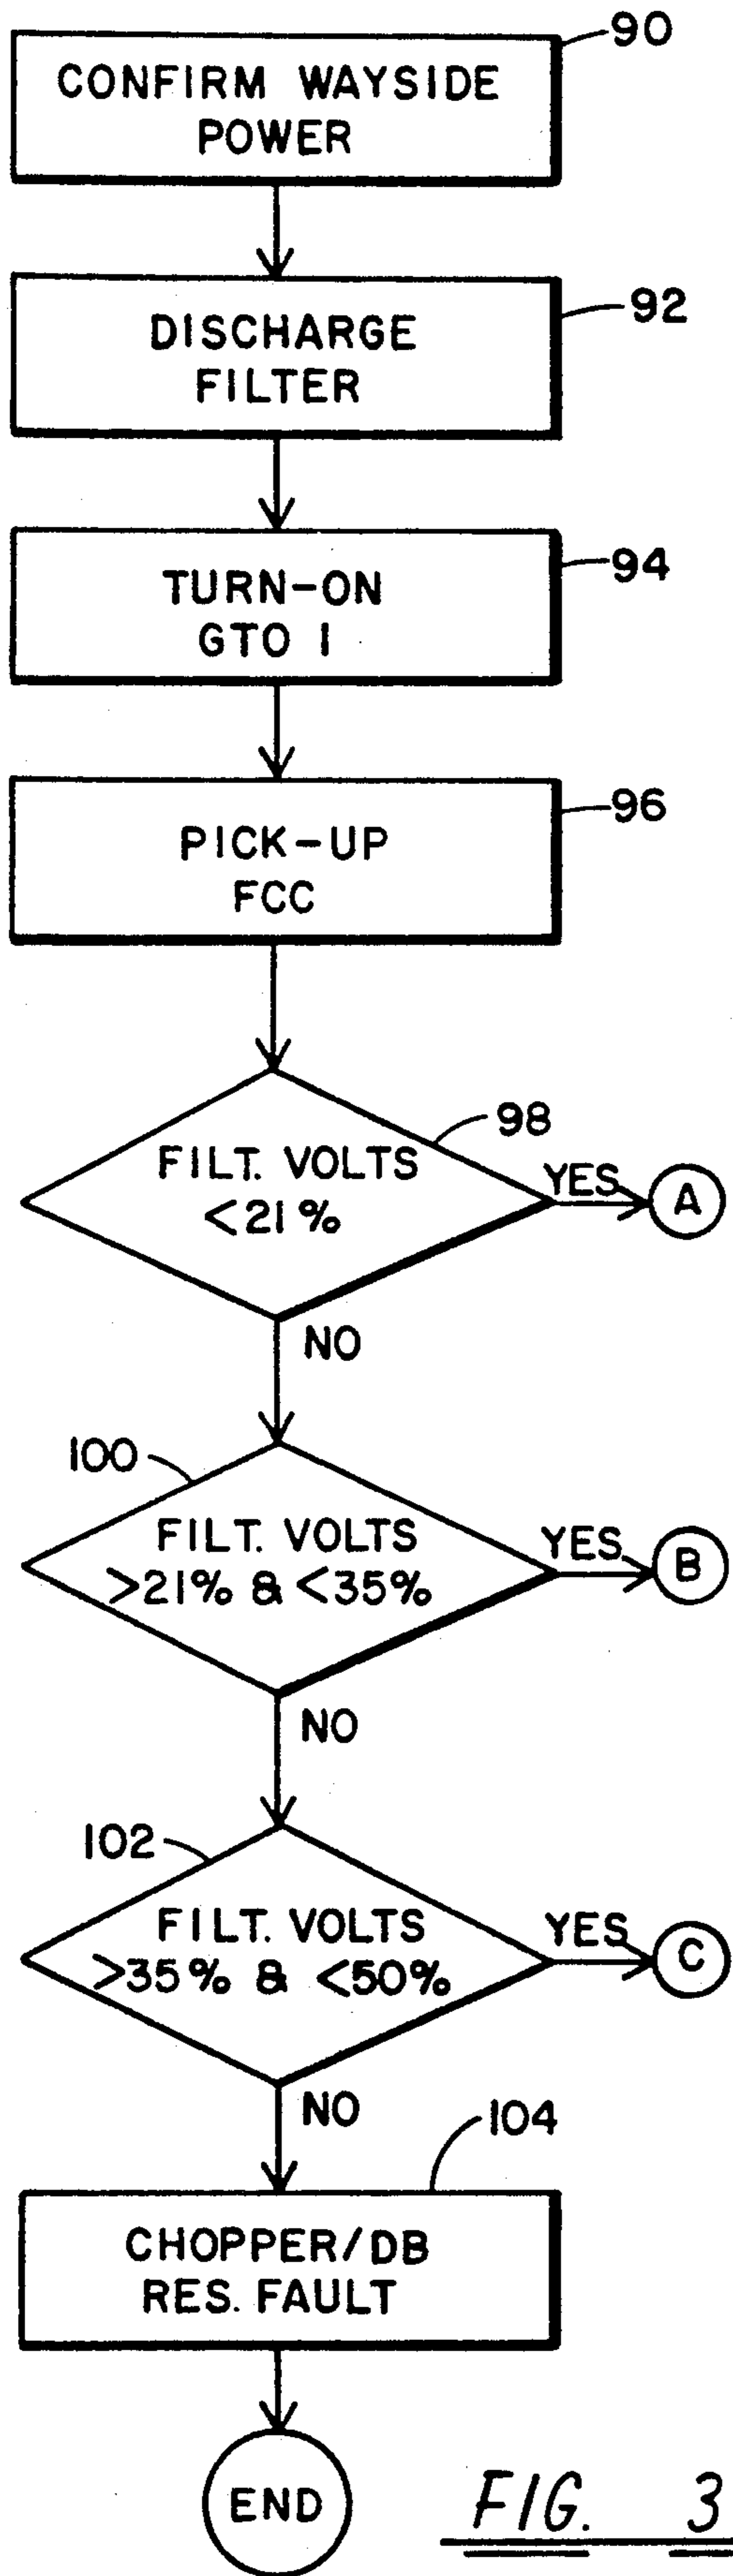 90
CONFIRM WAYSIDE
POWER
92
DISCHARGE
FILTER
94
TURN-ON
GTO 1
96
PICK-UP
FCC
98
FILT. VOLTS
<21%
YES
A
NO
100
FILT. VOLTS
>21% & <35%
YES
B
NO
102
FILT. VOLTS
>35% & <50%
YES
C
NO
104
CHOPPER/DB
RES. FAULT
END
FIG. 3